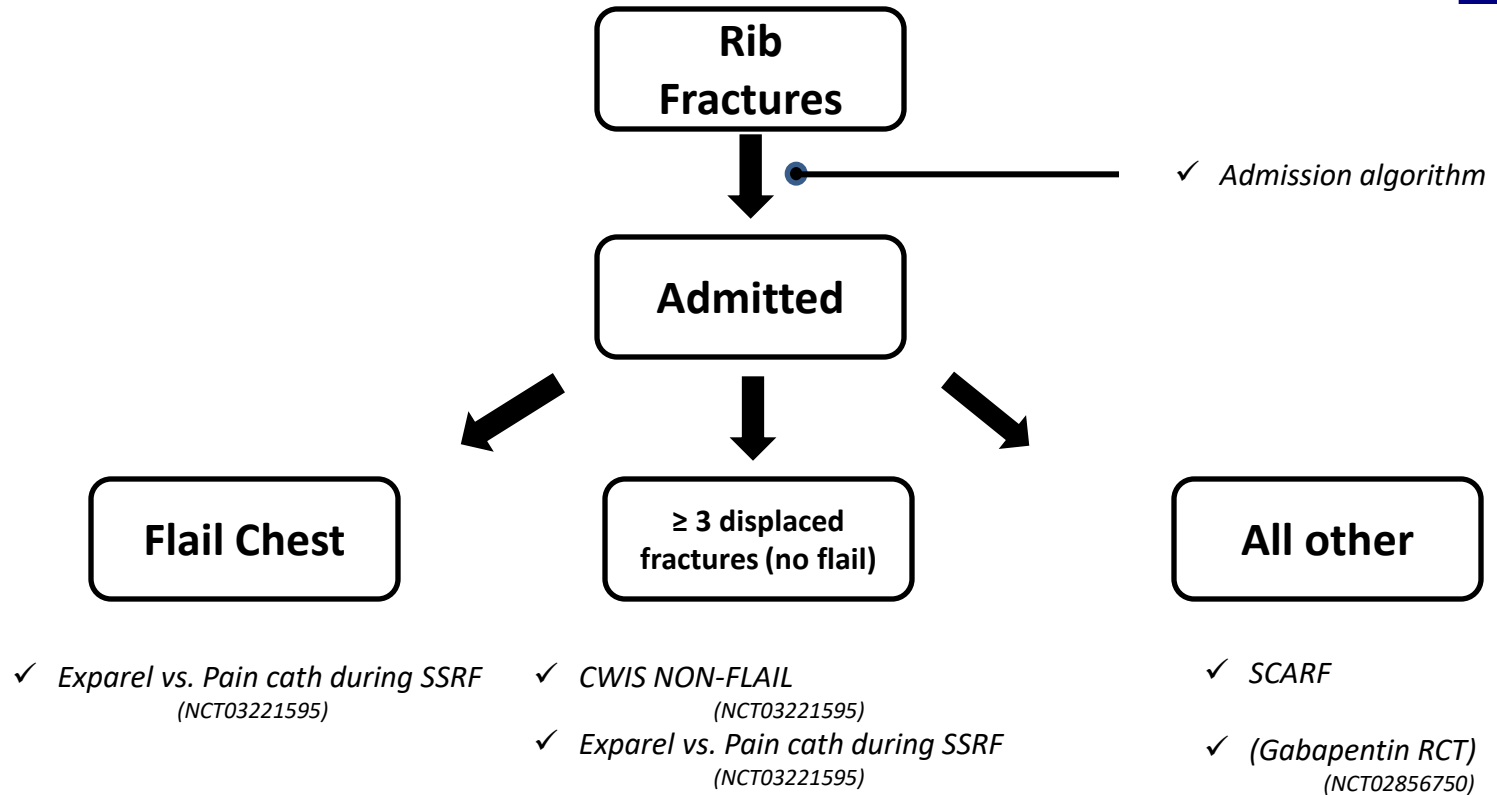 Rib
Fractures
✓ Admission algorithm
Admitted
Flail Chest
≥ 3 displaced
fractures (no flail)
All other
✓ Exparel vs. Pain cath during SSRF
(NCT03221595)
✓ CWIS NON-FLAIL
(NCT03221595)
✓ Exparel vs. Pain cath during SSRF
(NCT03221595)
✓ SCARF
✓ (Gabapentin RCT)
(NCT02856750)